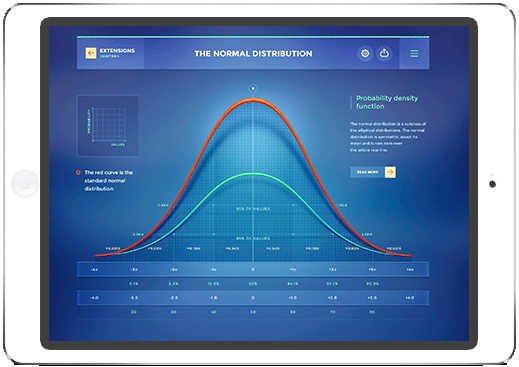 EXTENSIONS
CHAPTER 4
THE NORMAL DISTRIBUTION
PROBABILITY
VALUES
The red curve is the
standard normal
distribution
Probability density
function
The normal distribution is a subclass of
the elliptical distributions. The normal
distribution is symmetric about its
mean and is non-zero over
the entire real line.
READ MORE
95% OF VALUES
99% OF VALUES
-4σ -3σ -2σ -1σ 0 +1σ +2σ +3σ +4σ
0.1% 2.3% 15.9% 50% 84.1% 97.7% 99.9%
-4.0 -3.0 -2.0 -1.0 0 +1.0 +2.0 +3.0 +4.0
20 30 40 50 60 70 80